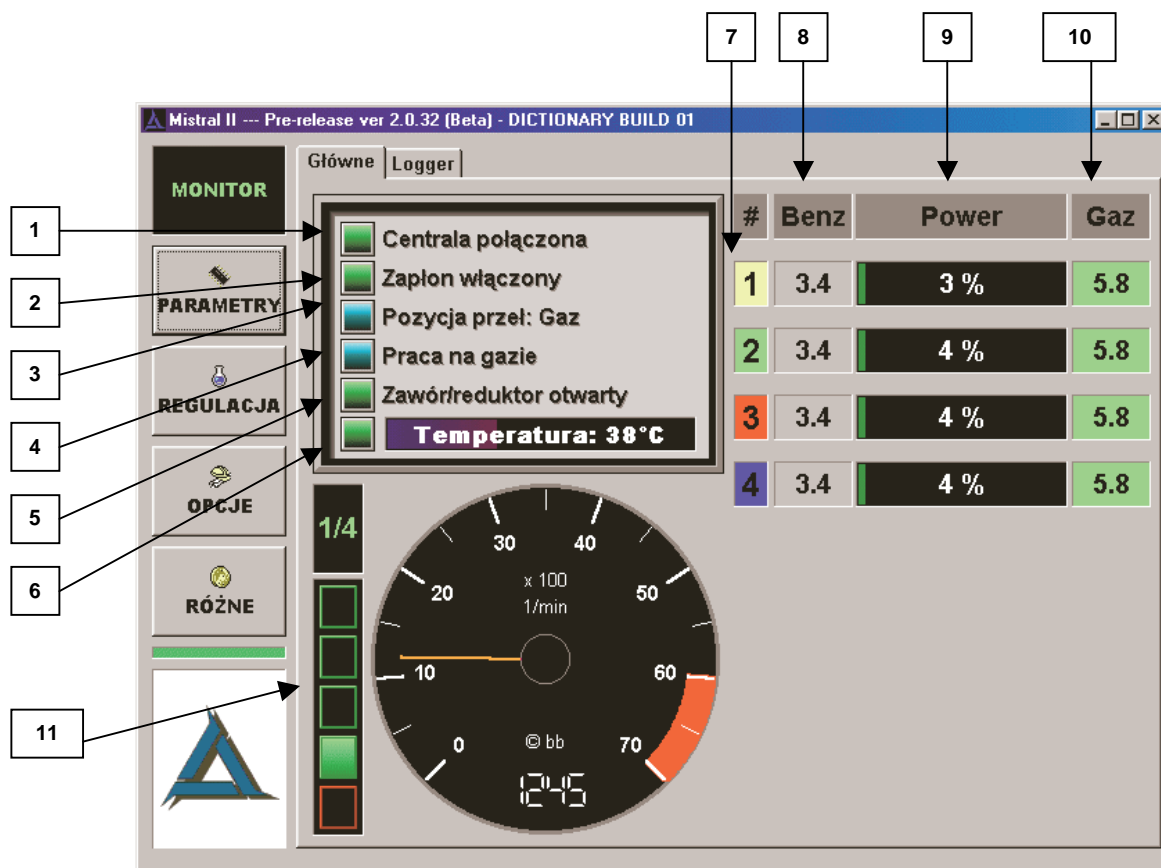 7 8 9 10
Mistral II --- Pre-release ver 2.0.32 (Beta) - DICTIONARY BUILD 01
Główne Logger
MONITOR
PARAMETRY
REGULACJA
OPCJE
RÓŻNE
1
2
3
4
5
6
11
Centrala połączona
Zapłon włączony
Pozycja przeł: Gaz
Praca na gazie
Zawór/reduktor otwarty
Temperatura: 38°C
# Benz Power Gaz
1 3.4 3 % 5.8
2 3.4 4 % 5.8
3 3.4 4 % 5.8
4 3.4 4 % 5.8
1/4
30 40
20 50
10 60
0 70
x 100
1/min
© bb
1245